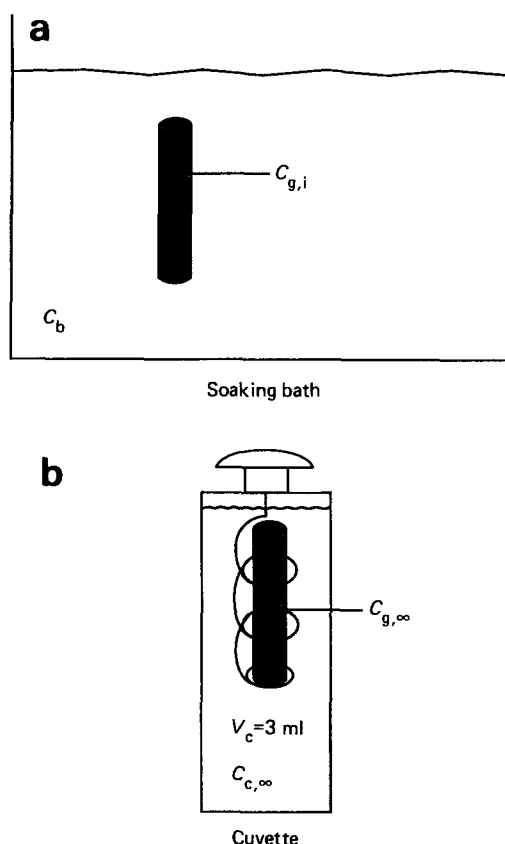 a
C_g,i
C_b
Soaking bath
b
C_g,∞
V_c=3 ml
C_c,∞
Cuvette